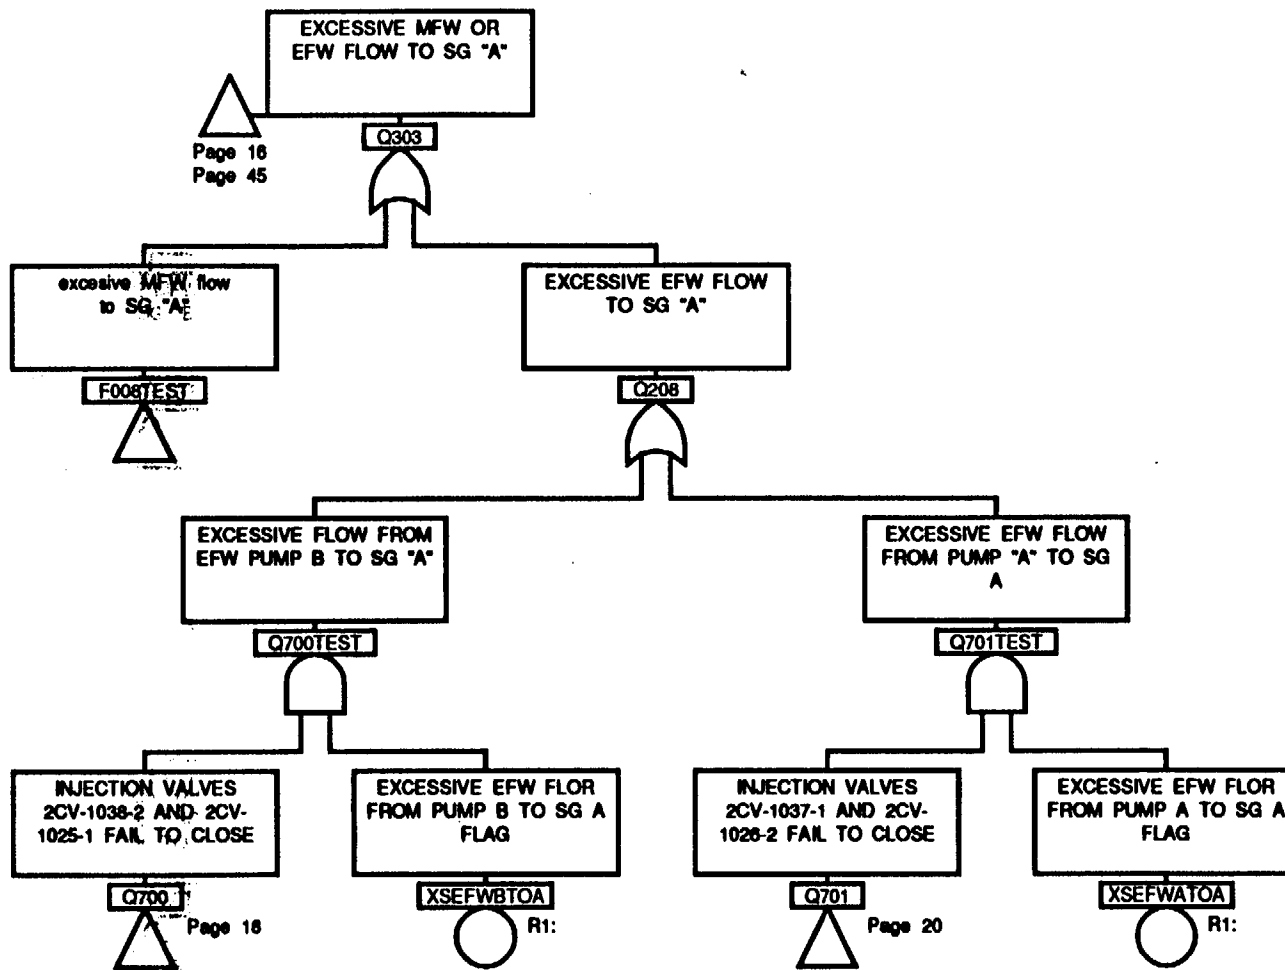 EXCESSIVE MFW OR
EFW FLOW TO SG "A"
Page 16
Page 45
Q303
excesive MFW flow
to SG "A"
F008TEST
EXCESSIVE EFW FLOW
TO SG "A"
Q208
EXCESSIVE FLOW FROM
EFW PUMP B TO SG "A"
Q700TEST
EXCESSIVE EFW FLOW
FROM PUMP "A" TO SG
A
Q701TEST
INJECTION VALVES
2CV-1038-2 AND 2CV-
1025-1 FAIL TO CLOSE
Q700
Page 16
EXCESSIVE EFW FLOR
FROM PUMP B TO SG A
FLAG
XSEFWBTOA
R1:
INJECTION VALVES
2CV-1037-1 AND 2CV-
1026-2 FAIL TO CLOSE
Q701
Page 20
EXCESSIVE EFW FLOR
FROM PUMP A TO SG A
FLAG
XSEFWATOA
R1: